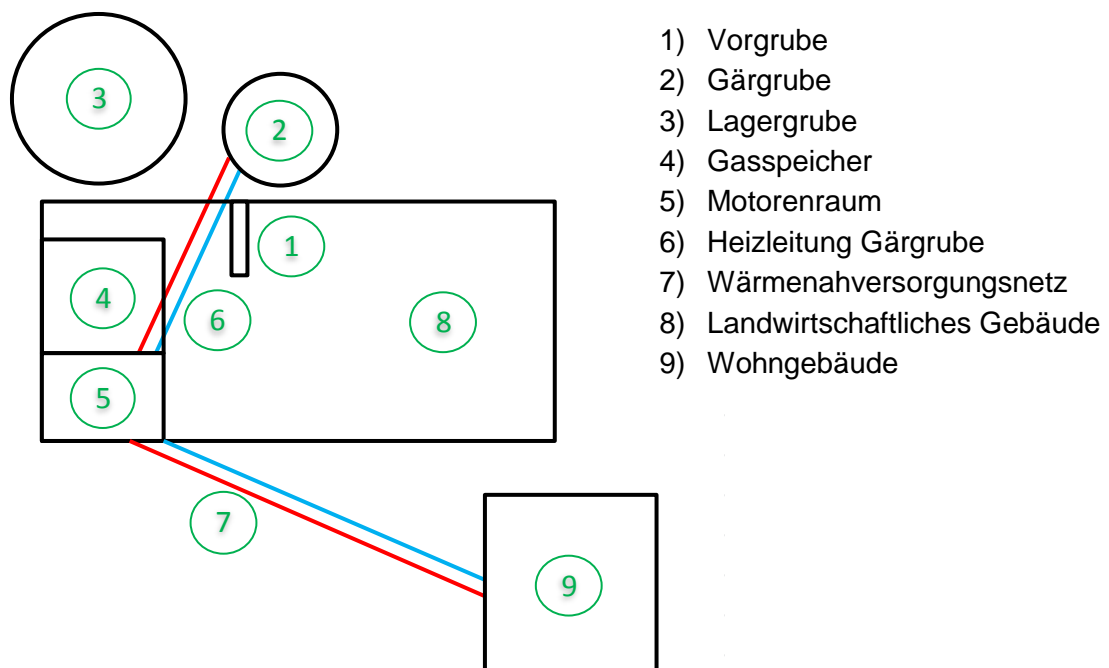 1) Vorgrube
2) Gärgrube
3) Lagergrube
4) Gasspeicher
5) Motorenraum
6) Heizleitung Gärgrube
7) Wärmenahversorgungsnetz
8) Landwirtschaftliches Gebäude
9) Wohngebäude
3
2
1
4
6
8
5
7
9